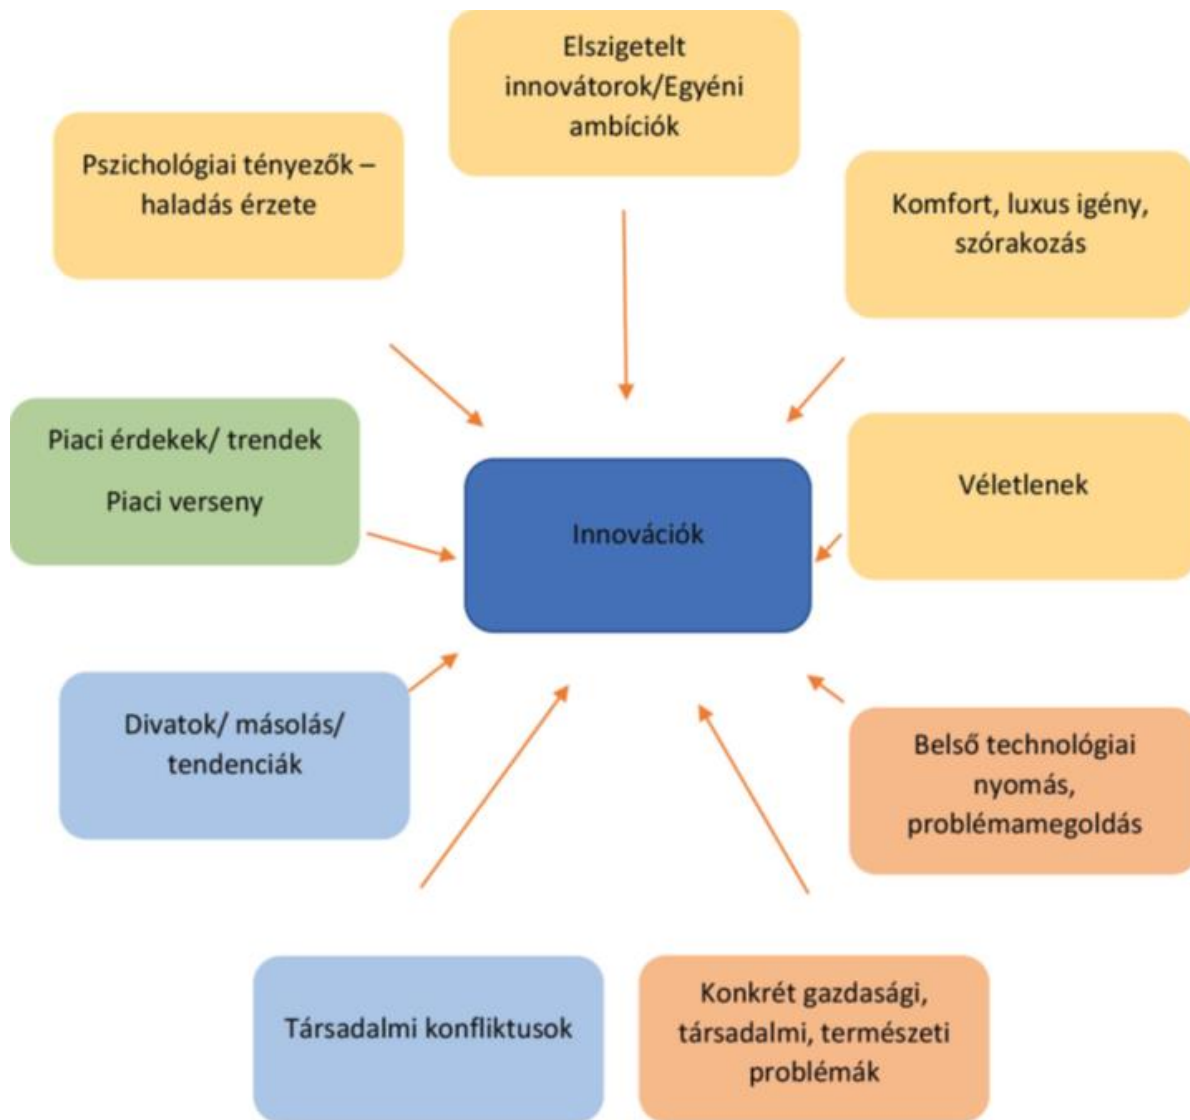 Elszigetelt
innovátorok/Egyéni
ambíciók
Pszichológiai tényezők –
haladás érzete
Komfort, luxus igény,
szórakozás
Piaci érdekek/ trendek
Piaci verseny
Véletlenek
Innovációk
Divatok/ másolás/
tendenciák
Belső technológiai
nyomás,
problémamegoldás
Társadalmi konfliktusok
Konkrét gazdasági,
társadalmi, természeti
problémák